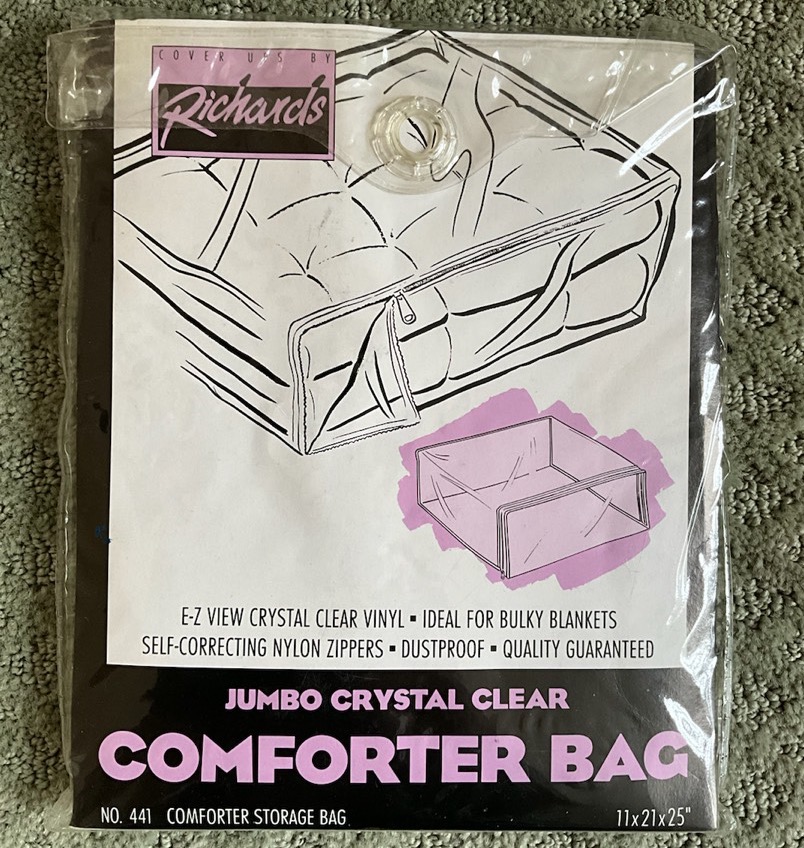 COVER UPS BY
Richards
E-Z VIEW CRYSTAL CLEAR VINYL ▪ IDEAL FOR BULKY BLANKETS
SELF-CORRECTING NYLON ZIPPERS ▪ DUSTPROOF ▪ QUALITY GUARANTEED
JUMBO CRYSTAL CLEAR
COMFORTER BAG
NO. 441 COMFORTER STORAGE BAG 11x21x25"